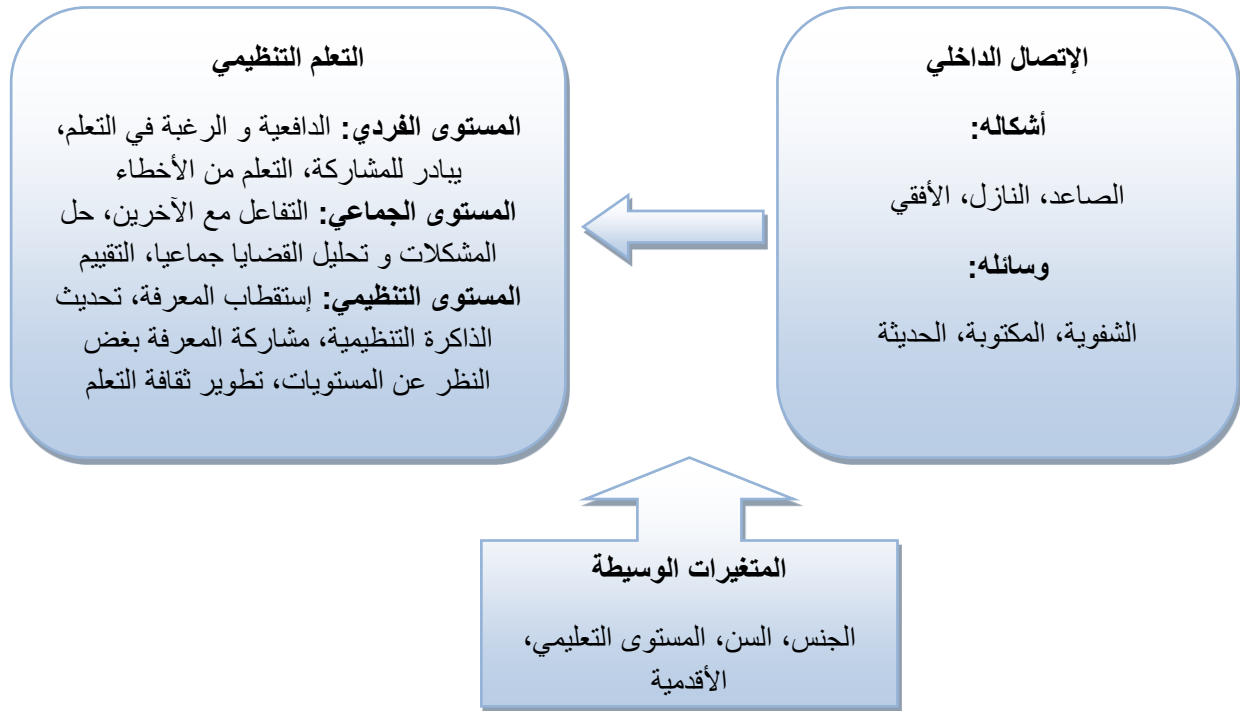 الإتصال الداخلي
أشكاله:
الصاعد، النازل، الأفقي
وسائله:
الشفوية، المكتوبة، الحديثة
التعلم التنظيمي
المستوى الفردي: الدافعية و الرغبة في التعلم،
يبادر للمشاركة، التعلم من الأخطاء
المستوى الجماعي: التفاعل مع الآخرين، حل
المشكلات و تحليل القضايا جماعيا، التقييم
المستوى التنظيمي: إستقطاب المعرفة، تحديث
الذاكرة التنظيمية، مشاركة المعرفة بغض
النظر عن المستويات، تطوير ثقافة التعلم
المتغيرات الوسيطة
الجنس، السن، المستوى التعليمي،
الأقدمية